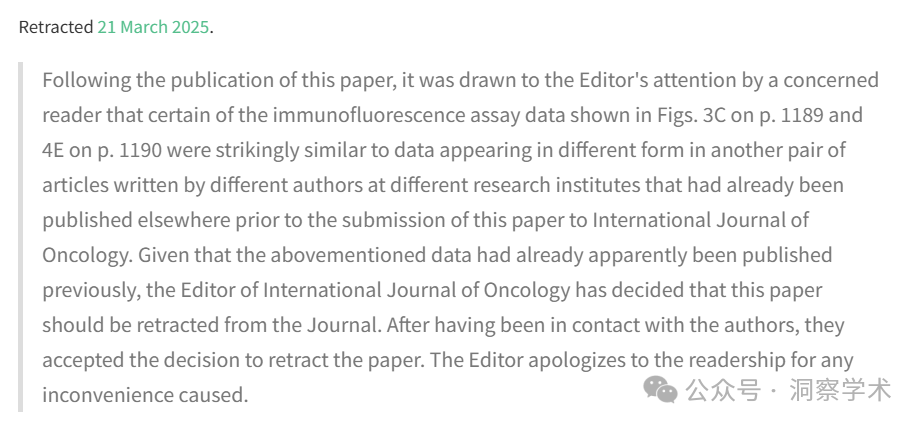 Retracted 21 March 2025.
Following the publication of this paper, it was drawn to the Editor's attention by a concerned
reader that certain of the immunofluorescence assay data shown in Figs. 3C on p. 1189 and
4E on p. 1190 were strikingly similar to data appearing in different form in another pair of
articles written by different authors at different research institutes that had already been
published elsewhere prior to the submission of this paper to International Journal of
Oncology. Given that the abovementioned data had already apparently been published
previously, the Editor of International Journal of Oncology has decided that this paper
should be retracted from the Journal. After having been in contact with the authors, they
accepted the decision to retract the paper. The Editor apologizes to the readership for any
inconvenience caused.
公众号 · 洞察学术